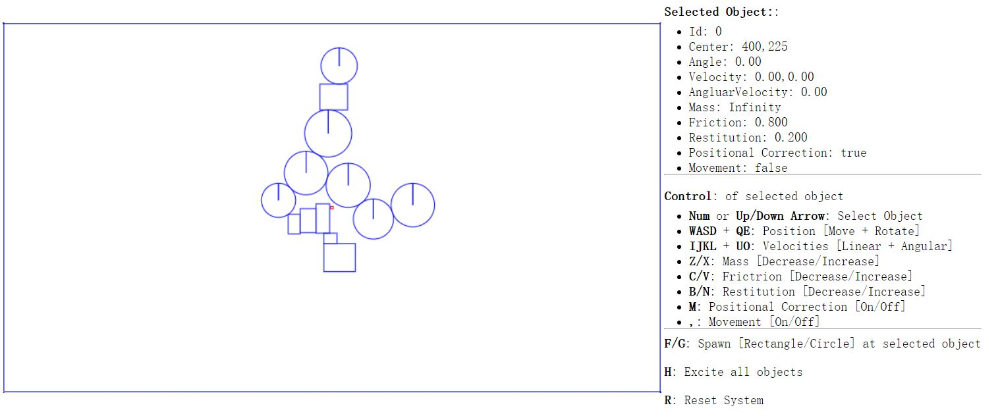 Selected Object::
Id: 0
Center: 400,225
Angle: 0.00
Velocity: 0.00,0.00
AngluarVelocity: 0.00
Mass: Infinity
Friction: 0.800
Restitution: 0.200
Positional Correction: true
Movement: false
Control: of selected object
Num or Up/Down Arrow: Select Object
WASD + QE: Position [Move + Rotate]
IJKL + UO: Velocities [Linear + Angular]
Z/X: Mass [Decrease/Increase]
C/V: Frictrion [Decrease/Increase]
B/N: Restitution [Decrease/Increase]
M: Positional Correction [On/Off]
,: Movement [On/Off]
F/G: Spawn [Rectangle/Circle] at selected object
H: Excite all objects
R: Reset System